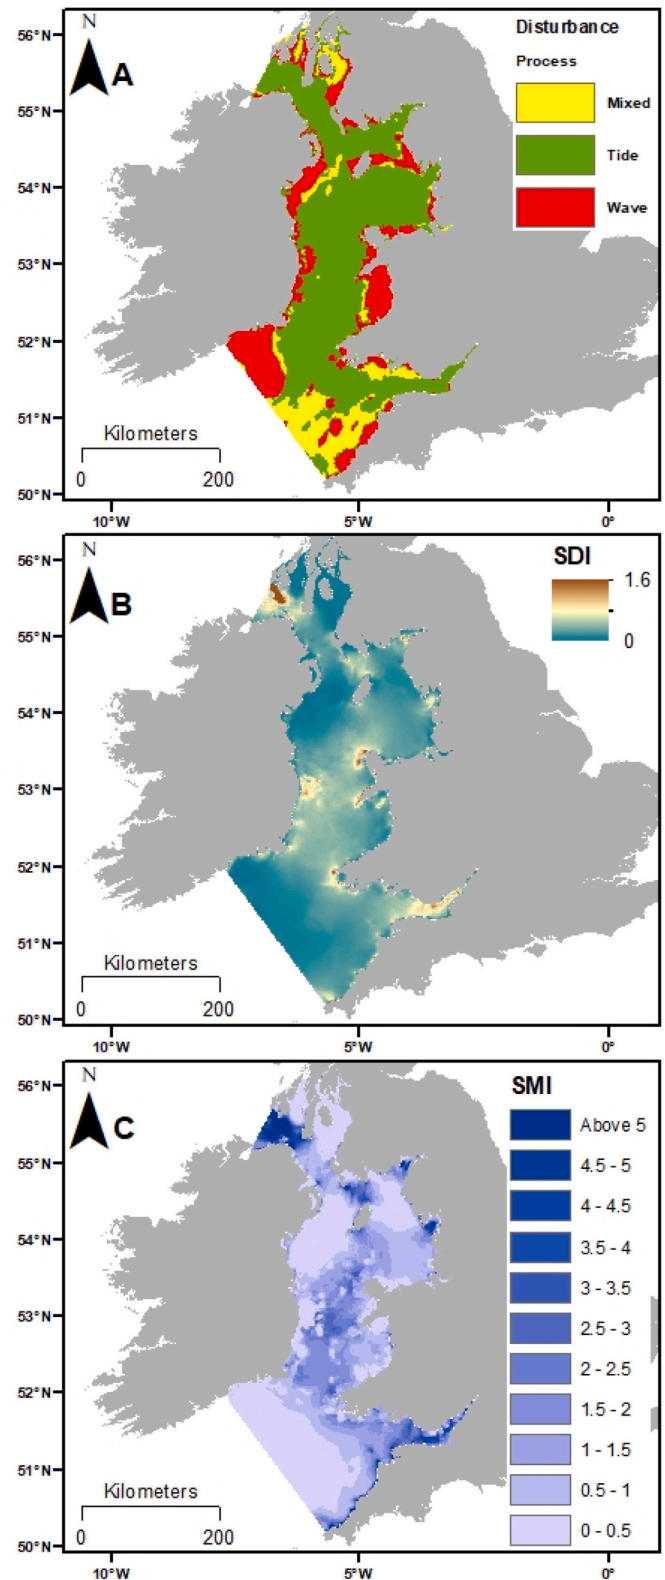 N
A
Disturbance
Process
Mixed
Tide
Wave
56°N
55°N
54°N
53°N
52°N
51°N
50°N
Kilometers
0 200
10°W 5°W 0°
N
B
SDI
1.6
0
56°N
55°N
54°N
53°N
52°N
51°N
50°N
Kilometers
0 200
10°W 5°W 0°
N
C
SMI
Above 5
4.5 - 5
4 - 4.5
3.5 - 4
3 - 3.5
2.5 - 3
2 - 2.5
1.5 - 2
1 - 1.5
0.5 - 1
0 - 0.5
56°N
55°N
54°N
53°N
52°N
51°N
50°N
Kilometers
0 200
10°W 5°W 0°